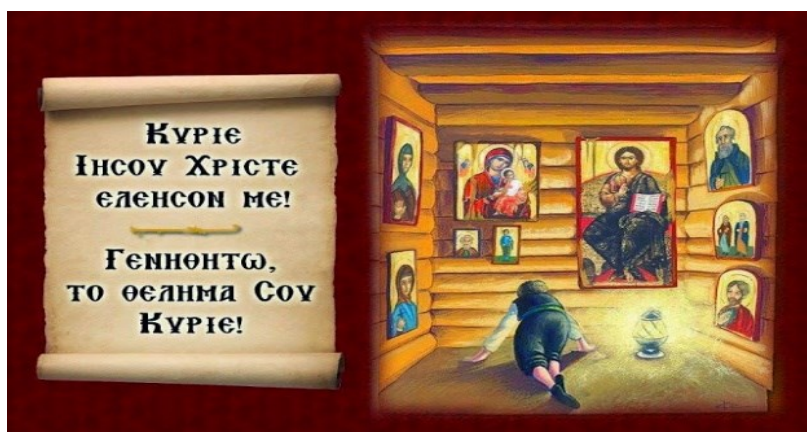 Κυριε
Ιησου Χριστε
ελεησον με!
Γενηθητω,
το θελημα Σου
Κυριε!